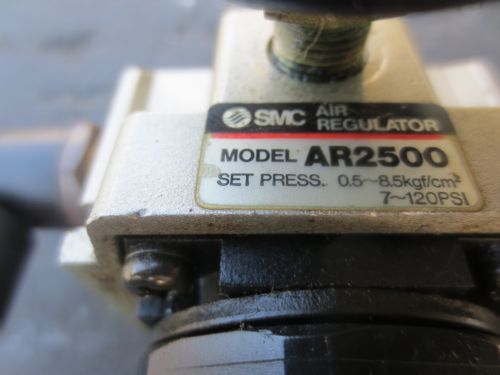 SMC AIR
REGULATOR
MODEL AR2500
SET PRESS. 0.5~8.5kgf/cm²
7~120PSI